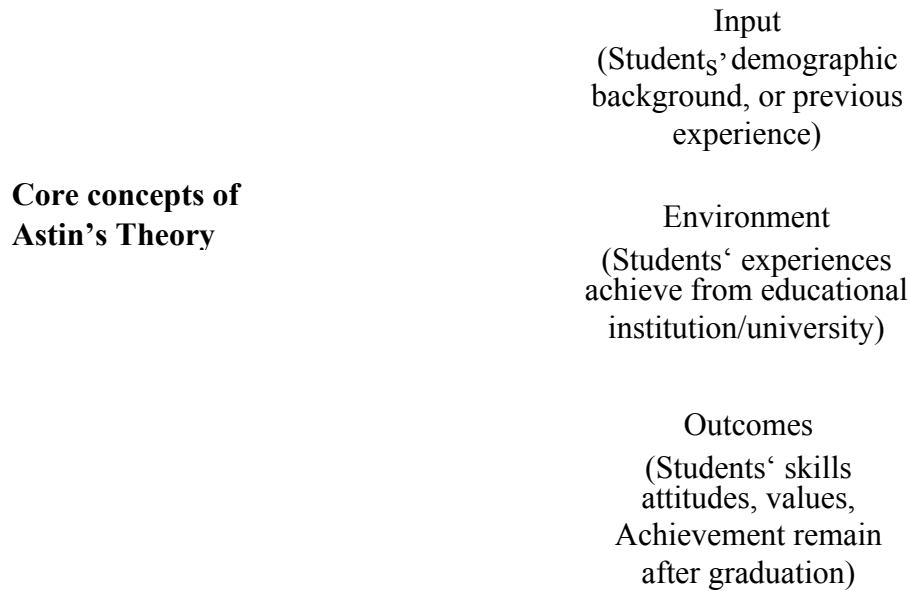 Input
(Students’ demographic
background, or previous
experience)
Core concepts of
Astin’s Theory
Environment
(Students‘ experiences
achieve from educational
institution/university)
Outcomes
(Students‘ skills
attitudes, values,
Achievement remain
after graduation)